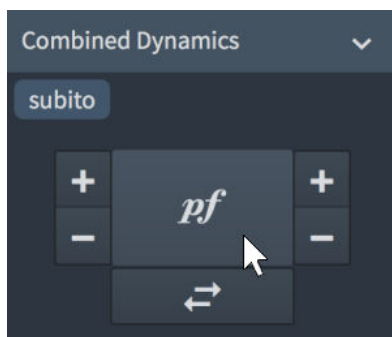 Combined Dynamics
subito
+ pf +
− −